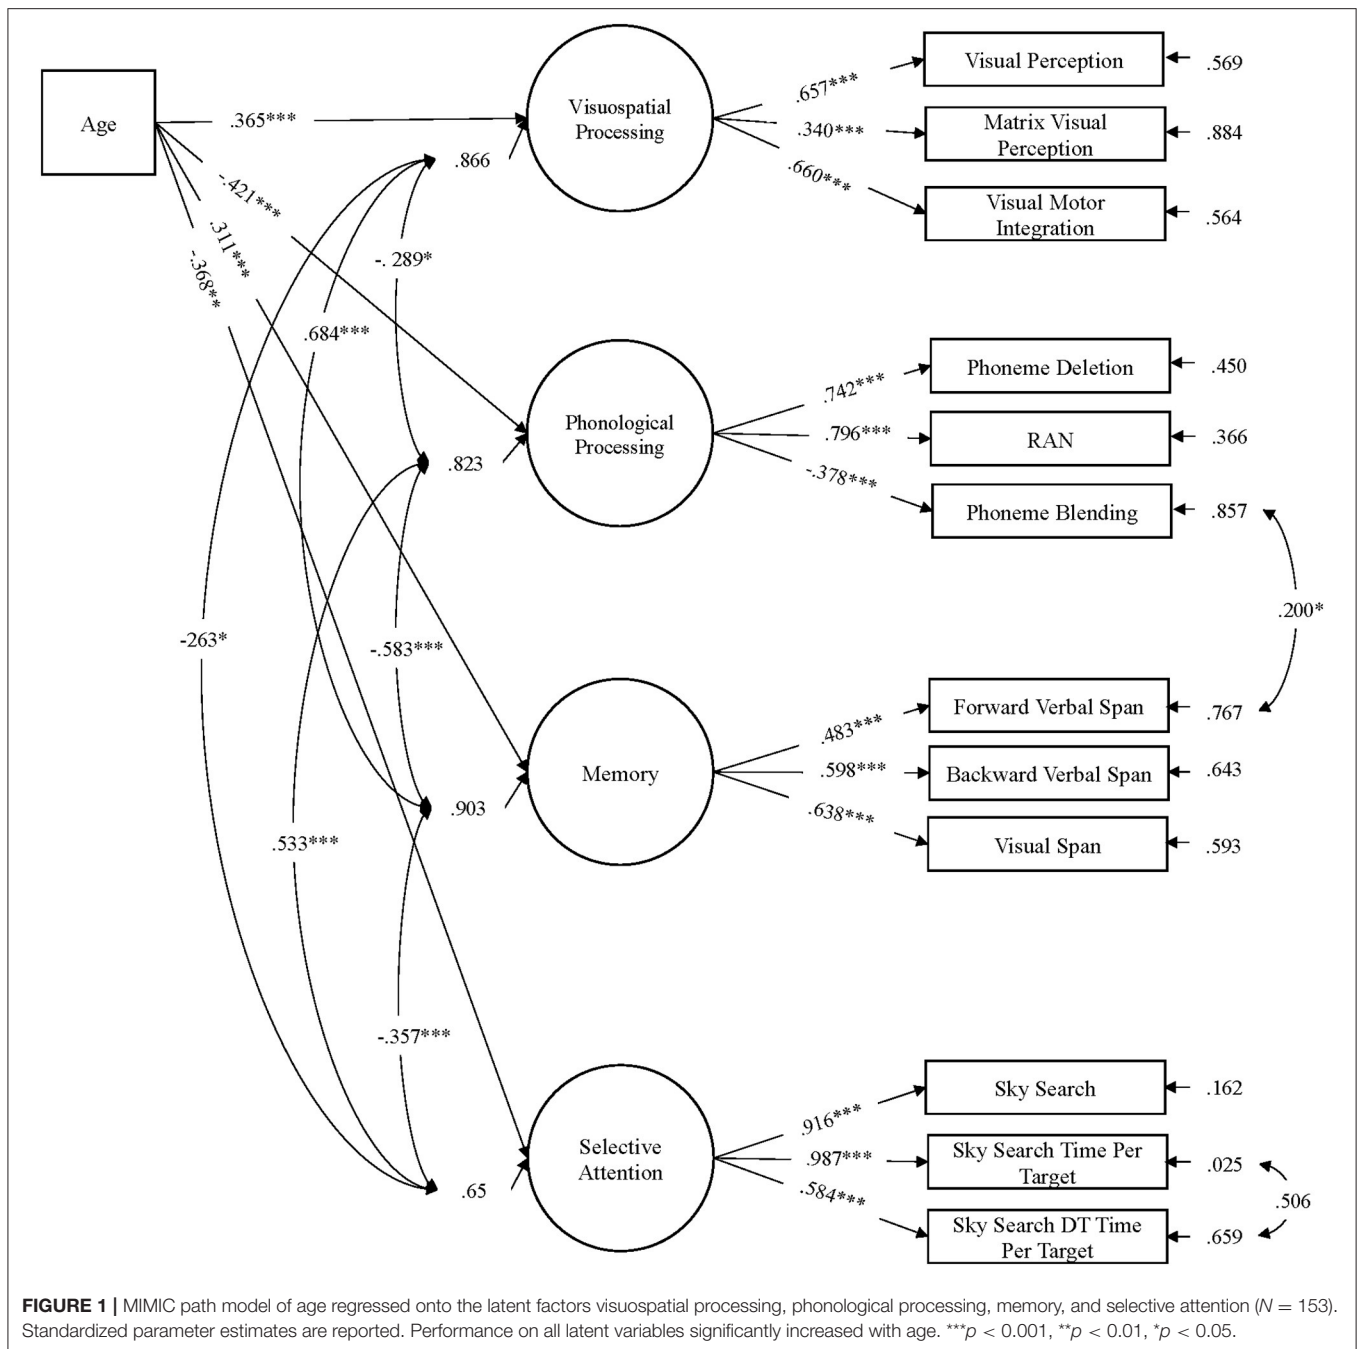 Age
.365***
-.421***
.311***
-.368**
Visuospatial
Processing
.866
.657***
.340***
.660***
Visual Perception
.569
Matrix Visual
Perception
.884
Visual Motor
Integration
.564
-. 289*
.684***
Phonological
Processing
.823
.742***
.796***
-.378***
Phoneme Deletion
.450
RAN
.366
Phoneme Blending
.857
.200*
-263*
-.583***
Memory
.903
.483***
.598***
.638***
Forward Verbal Span
.767
Backward Verbal Span
.643
Visual Span
.593
.533***
-.357***
Selective
Attention
.65
.916***
.987***
.584***
Sky Search
.162
Sky Search Time Per
Target
.025
Sky Search DT Time
Per Target
.659
.506
FIGURE 1 | MIMIC path model of age regressed onto the latent factors visuospatial processing, phonological processing, memory, and selective attention (N = 153).
Standardized parameter estimates are reported. Performance on all latent variables significantly increased with age. ***p < 0.001, **p < 0.01, *p < 0.05.